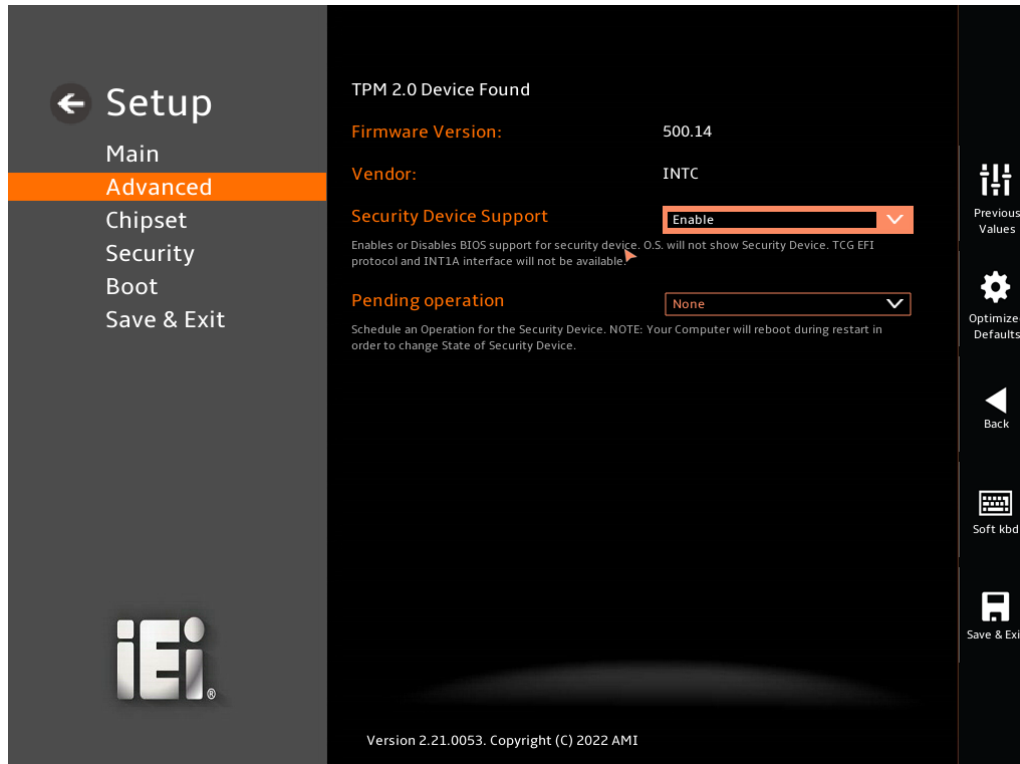 Setup
Main
Advanced
Chipset
Security
Boot
Save & Exit
iEi®
TPM 2.0 Device Found
Firmware Version: 500.14
Vendor: INTC
Security Device Support Enable
Enables or Disables BIOS support for security device. O.S. will not show Security Device. TCG EFI
protocol and INT1A interface will not be available.
Pending operation None
Schedule an Operation for the Security Device. NOTE: Your Computer will reboot during restart in
order to change State of Security Device.
Version 2.21.0053. Copyright (C) 2022 AMI
Previous
Values
Optimize
Defaults
Back
Soft kbd
Save & Exi